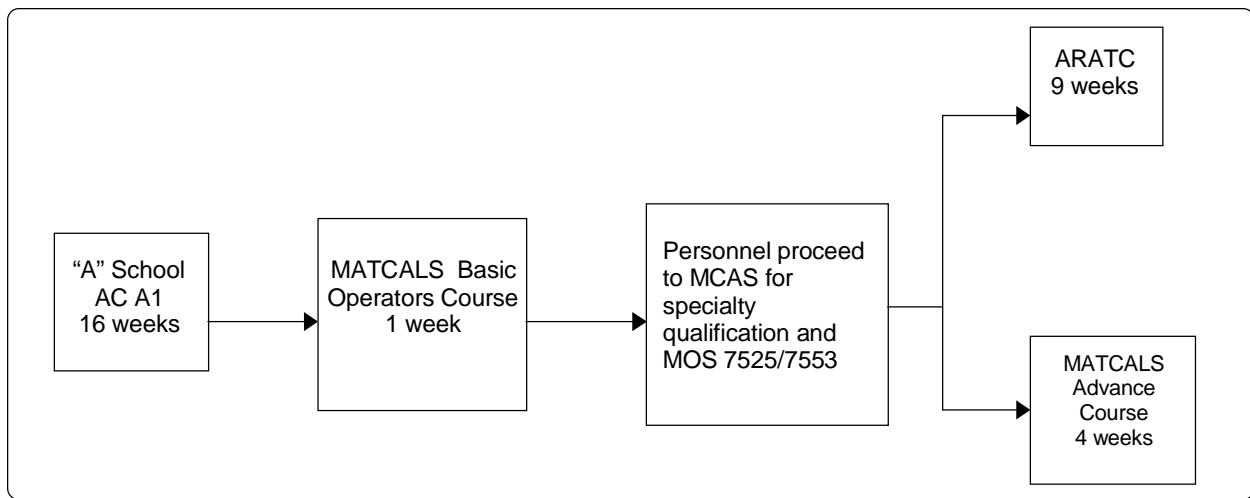 “A” School
AC A1
16 weeks
MATCALS Basic
Operators Course
1 week
Personnel proceed
to MCAS for
specialty
qualification and
MOS 7525/7553
ARATC
9 weeks
MATCALS
Advance
Course
4 weeks